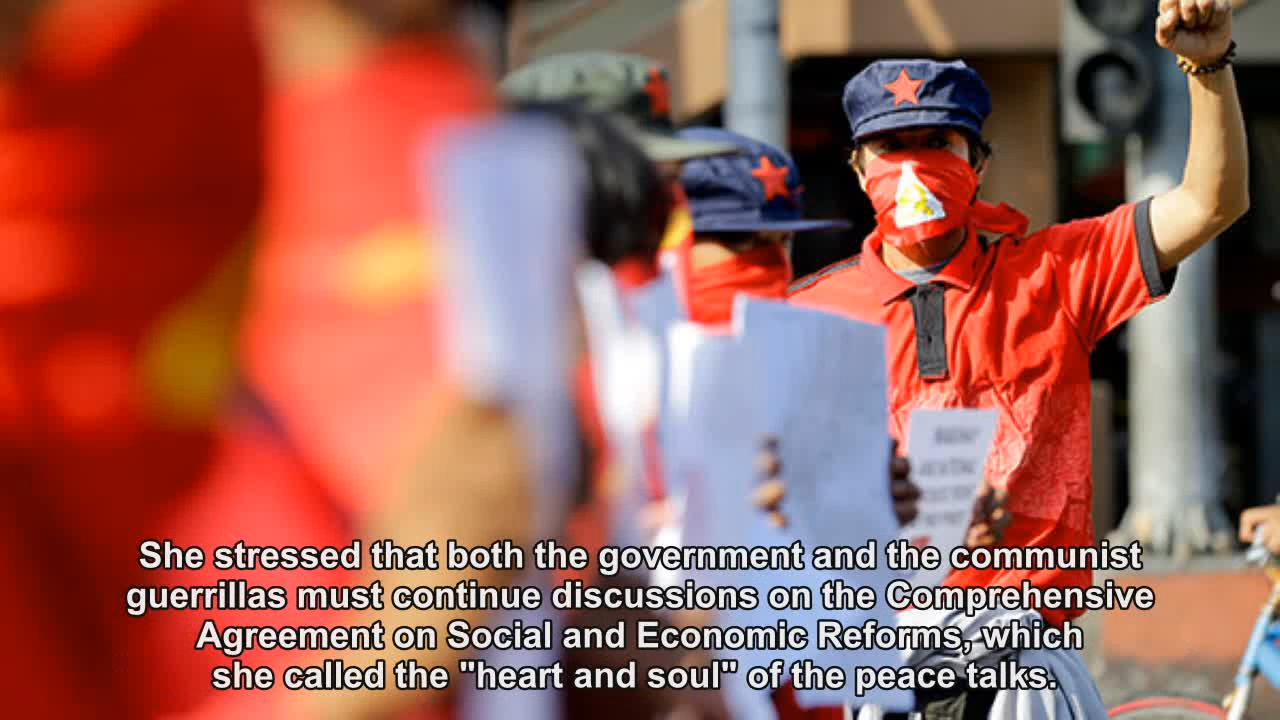 She stressed that both the government and the communist
guerrillas must continue discussions on the Comprehensive
Agreement on Social and Economic Reforms, which
she called the "heart and soul" of the peace talks.